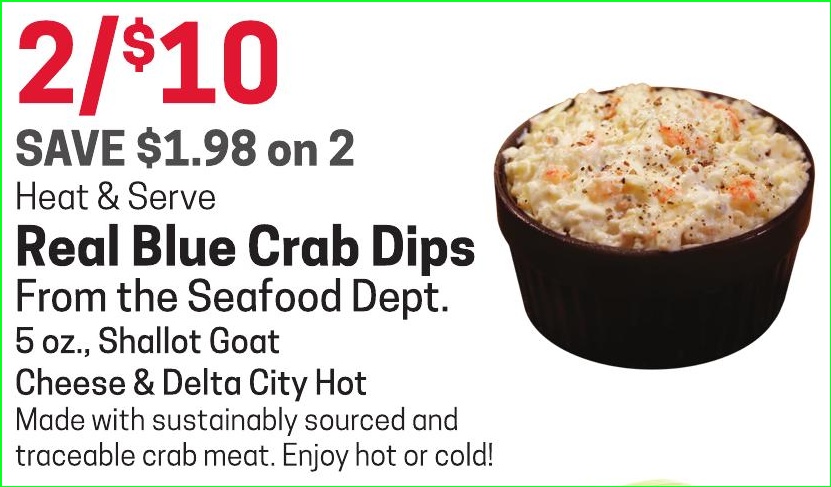 2/$10
SAVE $1.98 on 2
Heat & Serve
Real Blue Crab Dips
From the Seafood Dept.
5 oz., Shallot Goat
Cheese & Delta City Hot
Made with sustainably sourced and
traceable crab meat. Enjoy hot or cold!